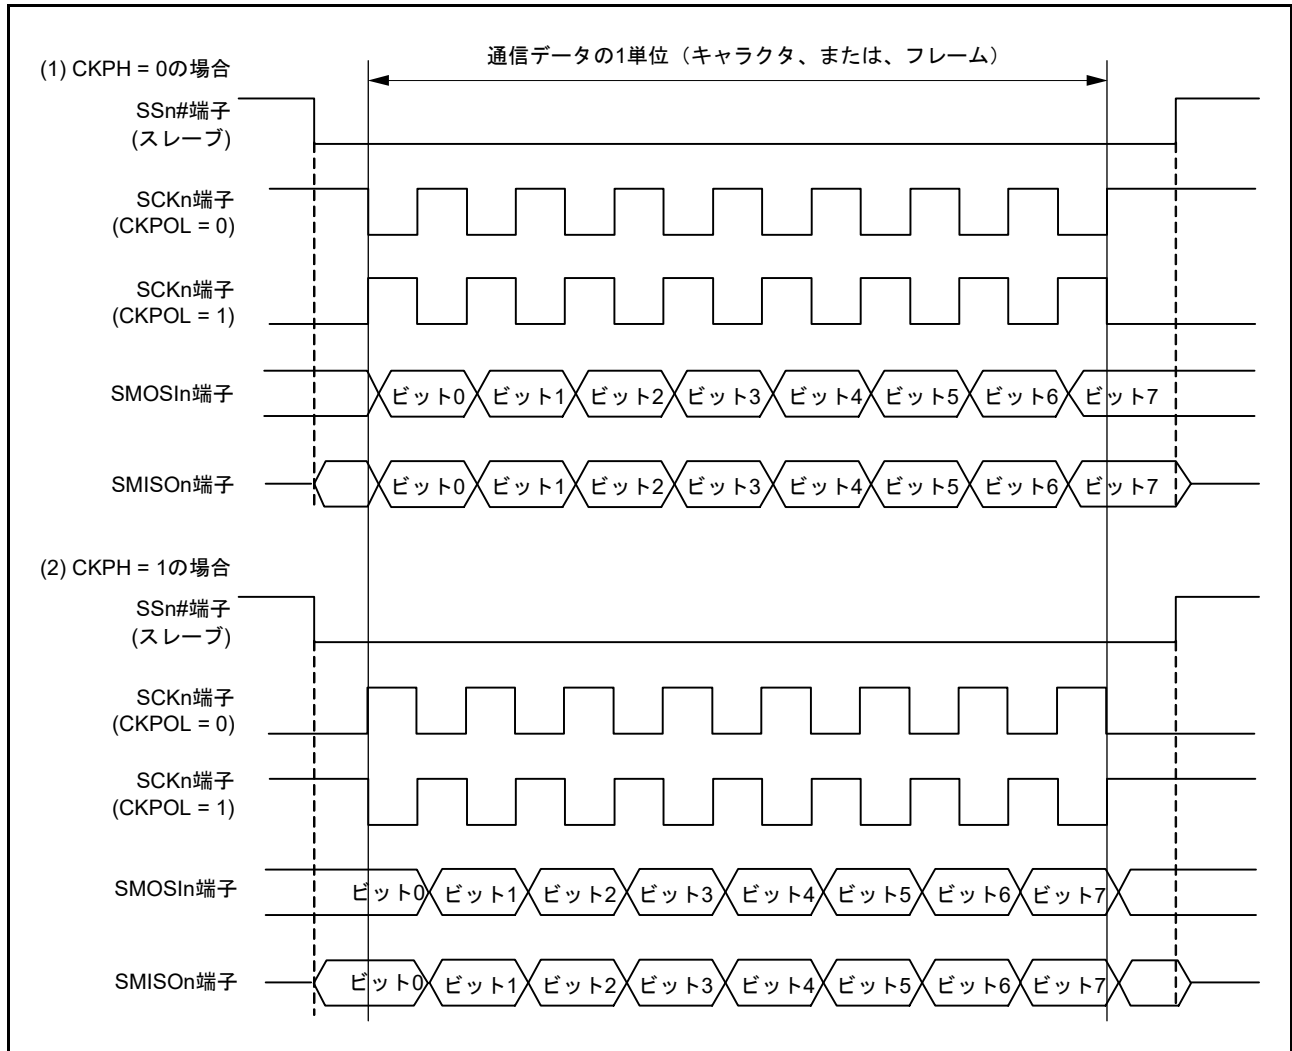 通信データの1単位（キャラクタ、または、フレーム）
(1) CKPH = 0の場合
SSn#端子
(スレーブ)
SCKn端子
(CKPOL = 0)
SCKn端子
(CKPOL = 1)
SMOSIn端子
ビット0 ビット1 ビット2 ビット3 ビット4 ビット5 ビット6 ビット7
SMISOn端子
ビット0 ビット1 ビット2 ビット3 ビット4 ビット5 ビット6 ビット7
(2) CKPH = 1の場合
SSn#端子
(スレーブ)
SCKn端子
(CKPOL = 0)
SCKn端子
(CKPOL = 1)
SMOSIn端子
ビット0 ビット1 ビット2 ビット3 ビット4 ビット5 ビット6 ビット7
SMISOn端子
ビット0 ビット1 ビット2 ビット3 ビット4 ビット5 ビット6 ビット7